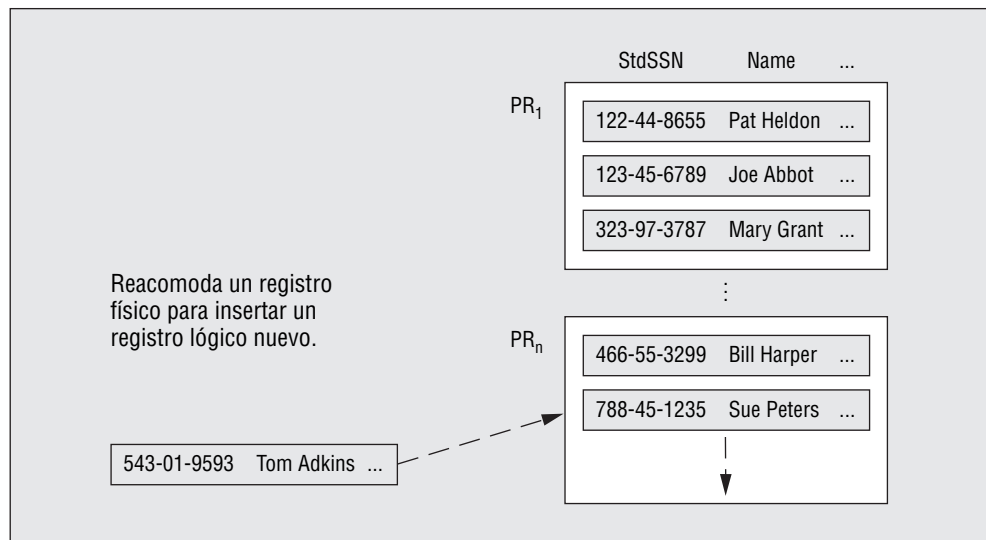 StdSSN Name ...
PR1
122-44-8655 Pat Heldon ...
123-45-6789 Joe Abbot ...
323-97-3787 Mary Grant ...
Reacomoda un registro
físico para insertar un
registro lógico nuevo.
PRn
466-55-3299 Bill Harper ...
788-45-1235 Sue Peters ...
543-01-9593 Tom Adkins ...